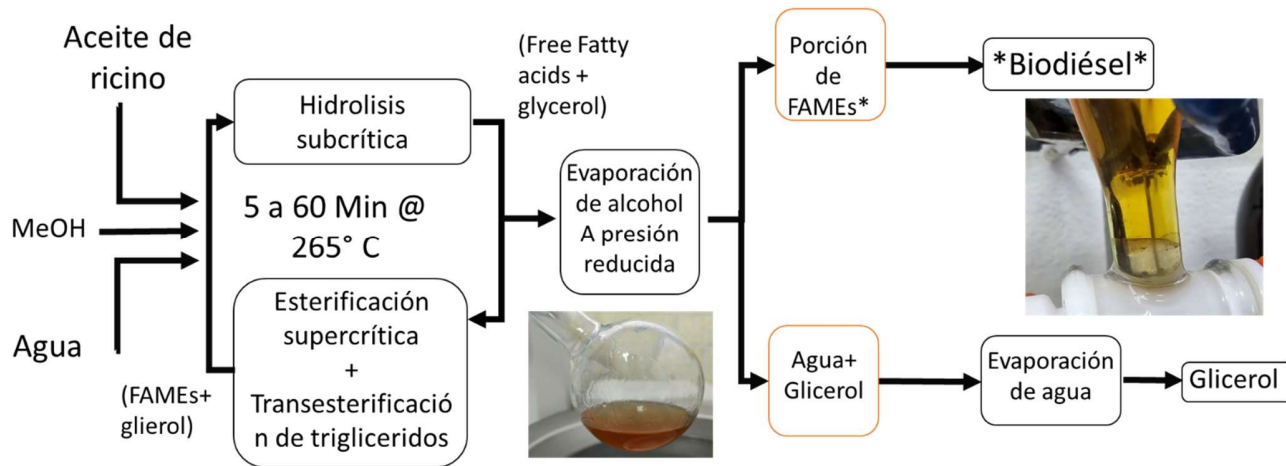 Aceite de
ricino
MeOH
Agua
Hidrolisis
subcrítica
5 a 60 Min @
265° C
Esterificación
supercrítica
+
Transesterificació
n de trigliceridos
(FAMEs+
glierol)
(Free Fatty
acids +
glycerol)
Evaporación
de alcohol
A presión
reducida
Porción
de
FAMEs*
*Biodiésel*
Agua+
Glicerol
Evaporación
de agua
Glicerol